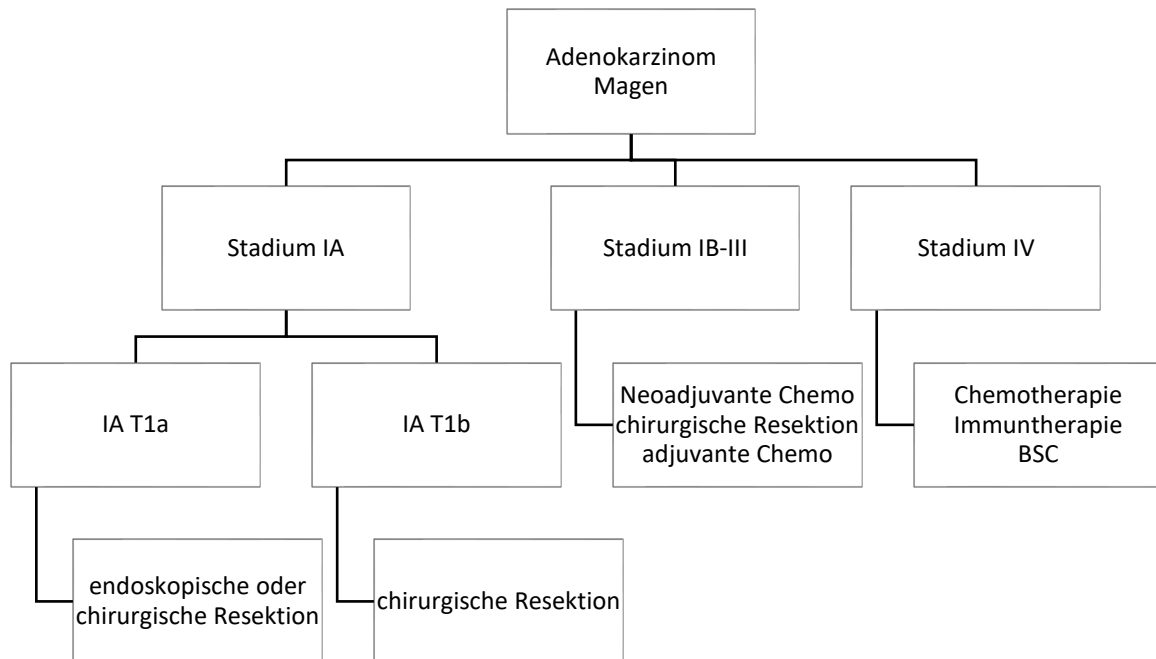 Adenokarzinom
Magen
Stadium IA
Stadium IB-III
Stadium IV
IA T1a
IA T1b
Neoadjuvante Chemo
chirurgische Resektion
adjuvante Chemo
Chemotherapie
Immuntherapie
BSC
endoskopische oder
chirurgische Resektion
chirurgische Resektion